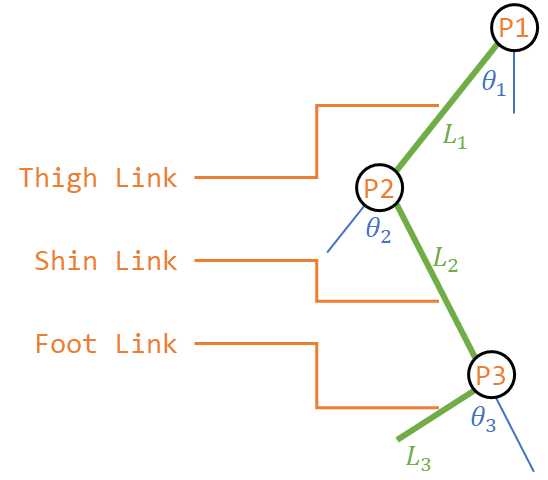 P1
θ₁
L₁
Thigh Link
P2
θ₂
Shin Link
L₂
Foot Link
P3
θ₃
L₃